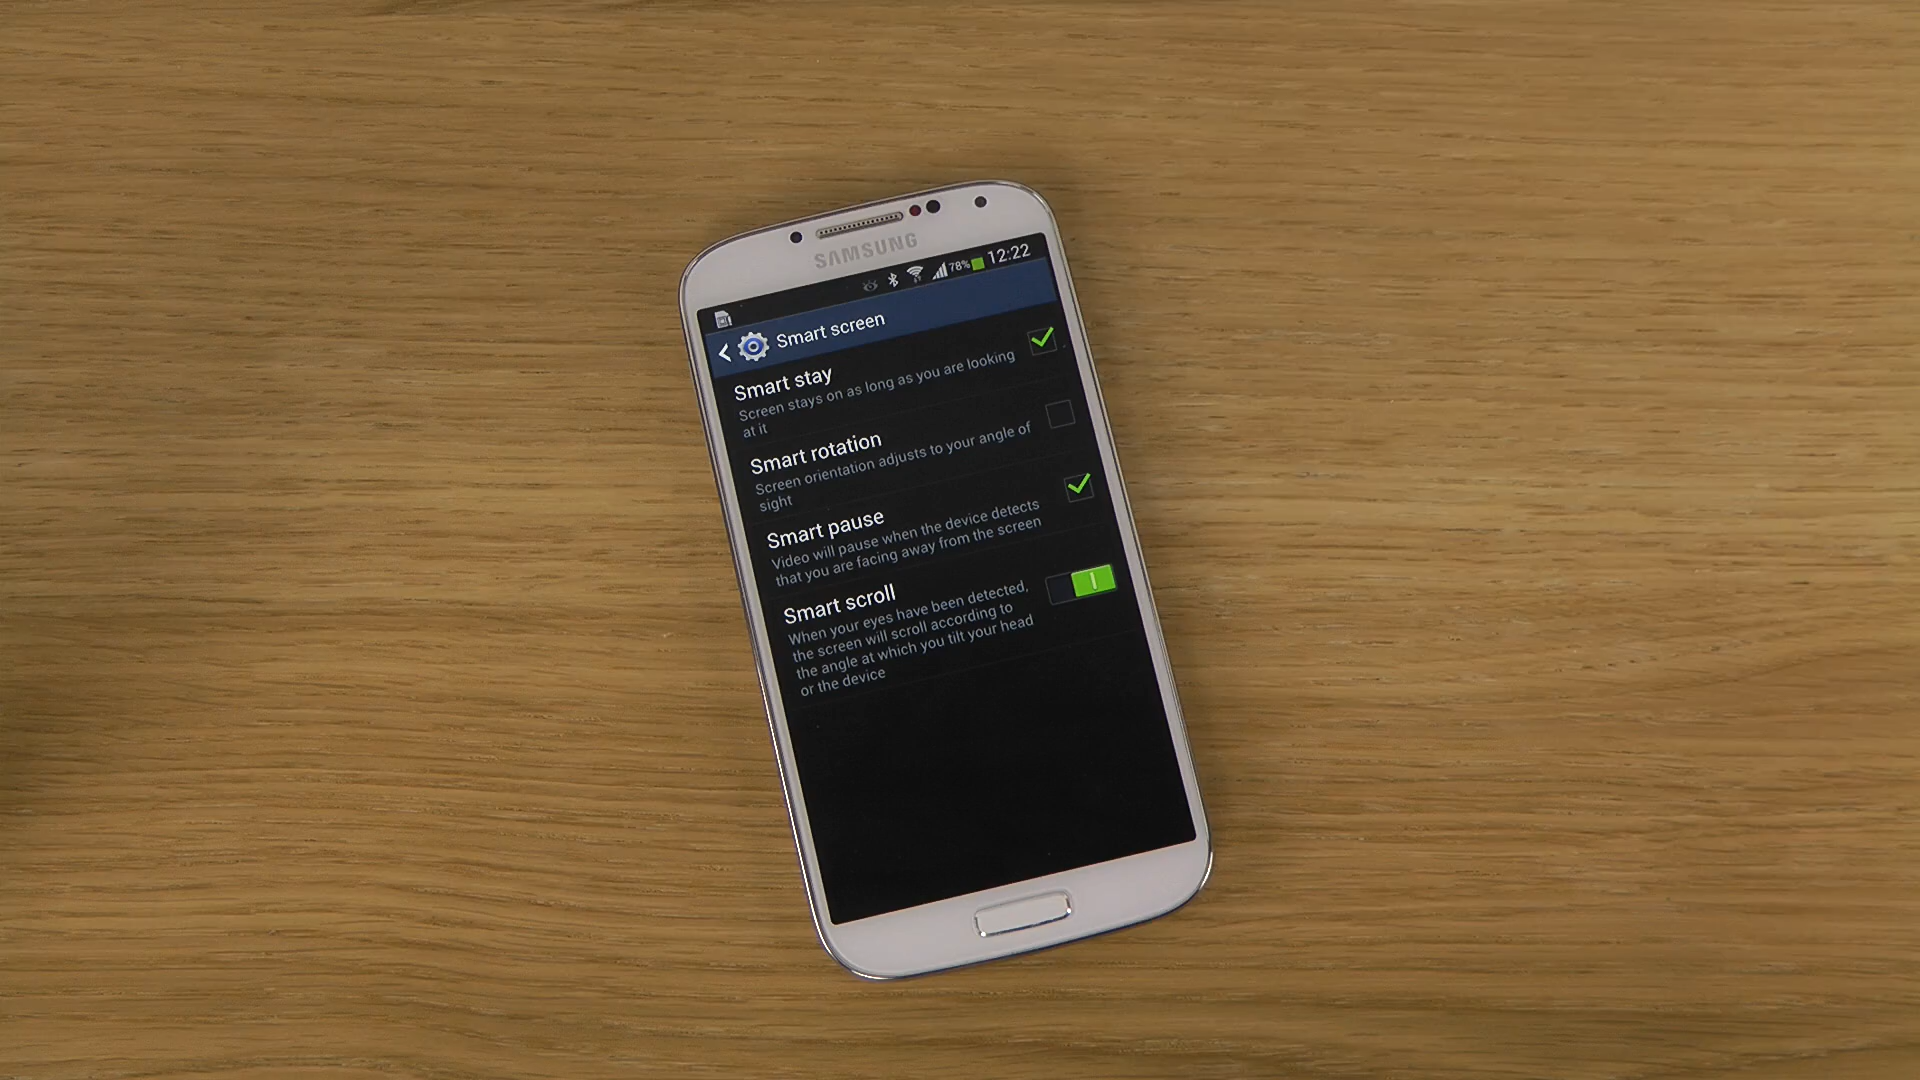 SAMSUNG
78% 12:22
Smart screen
Smart stay
Screen stays on as long as you are looking
at it
Smart rotation
Screen orientation adjusts to your angle of
sight
Smart pause
Video will pause when the device detects
that you are facing away from the screen
Smart scroll
When your eyes have been detected,
the screen will scroll according to
the angle at which you tilt your head
or the device